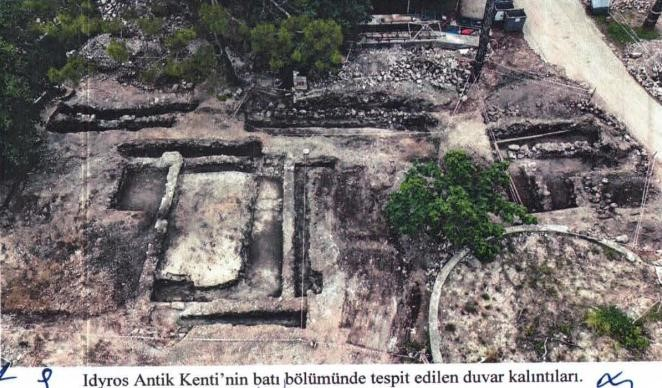 Idyros Antik Kenti’nin batı bölümünde tespit edilen duvar kalıntıları.